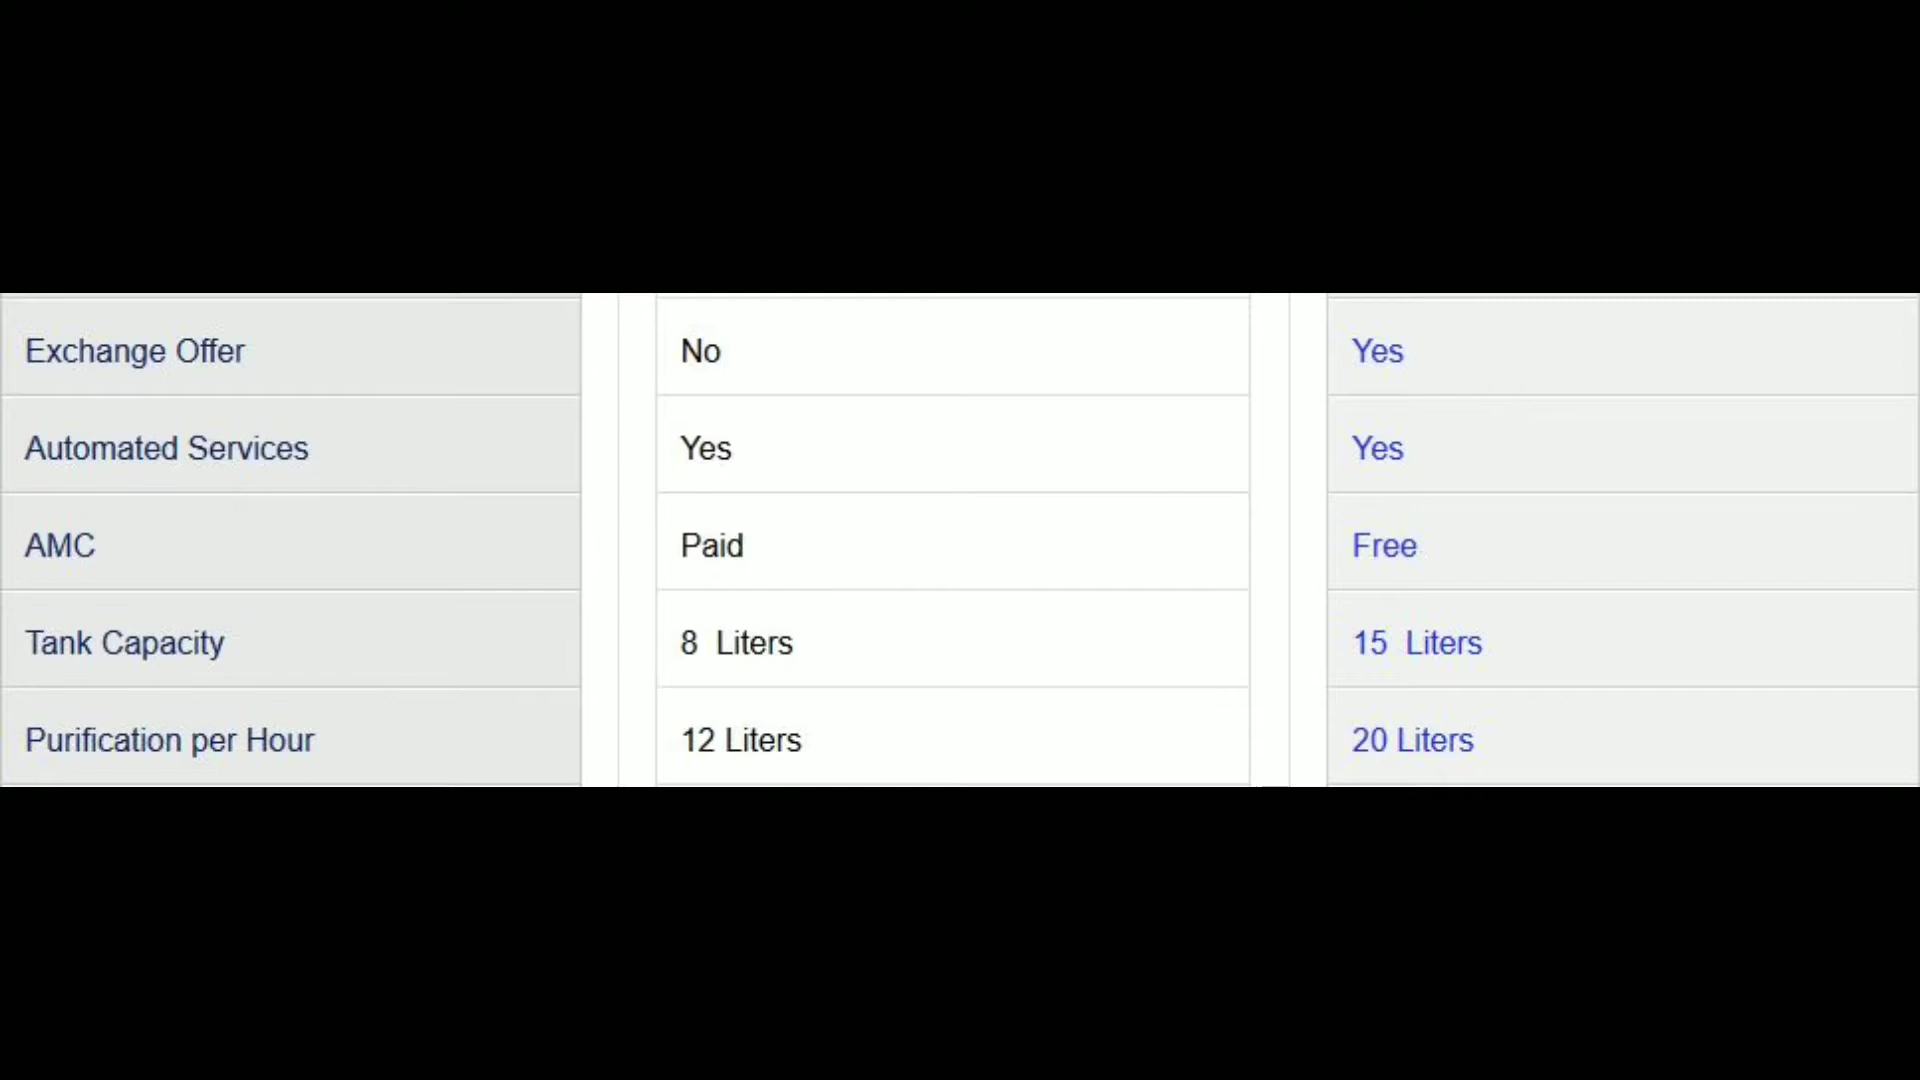 Exchange Offer No Yes
Automated Services Yes Yes
AMC Paid Free
Tank Capacity 8  Liters 15  Liters
Purification per Hour 12 Liters 20 Liters